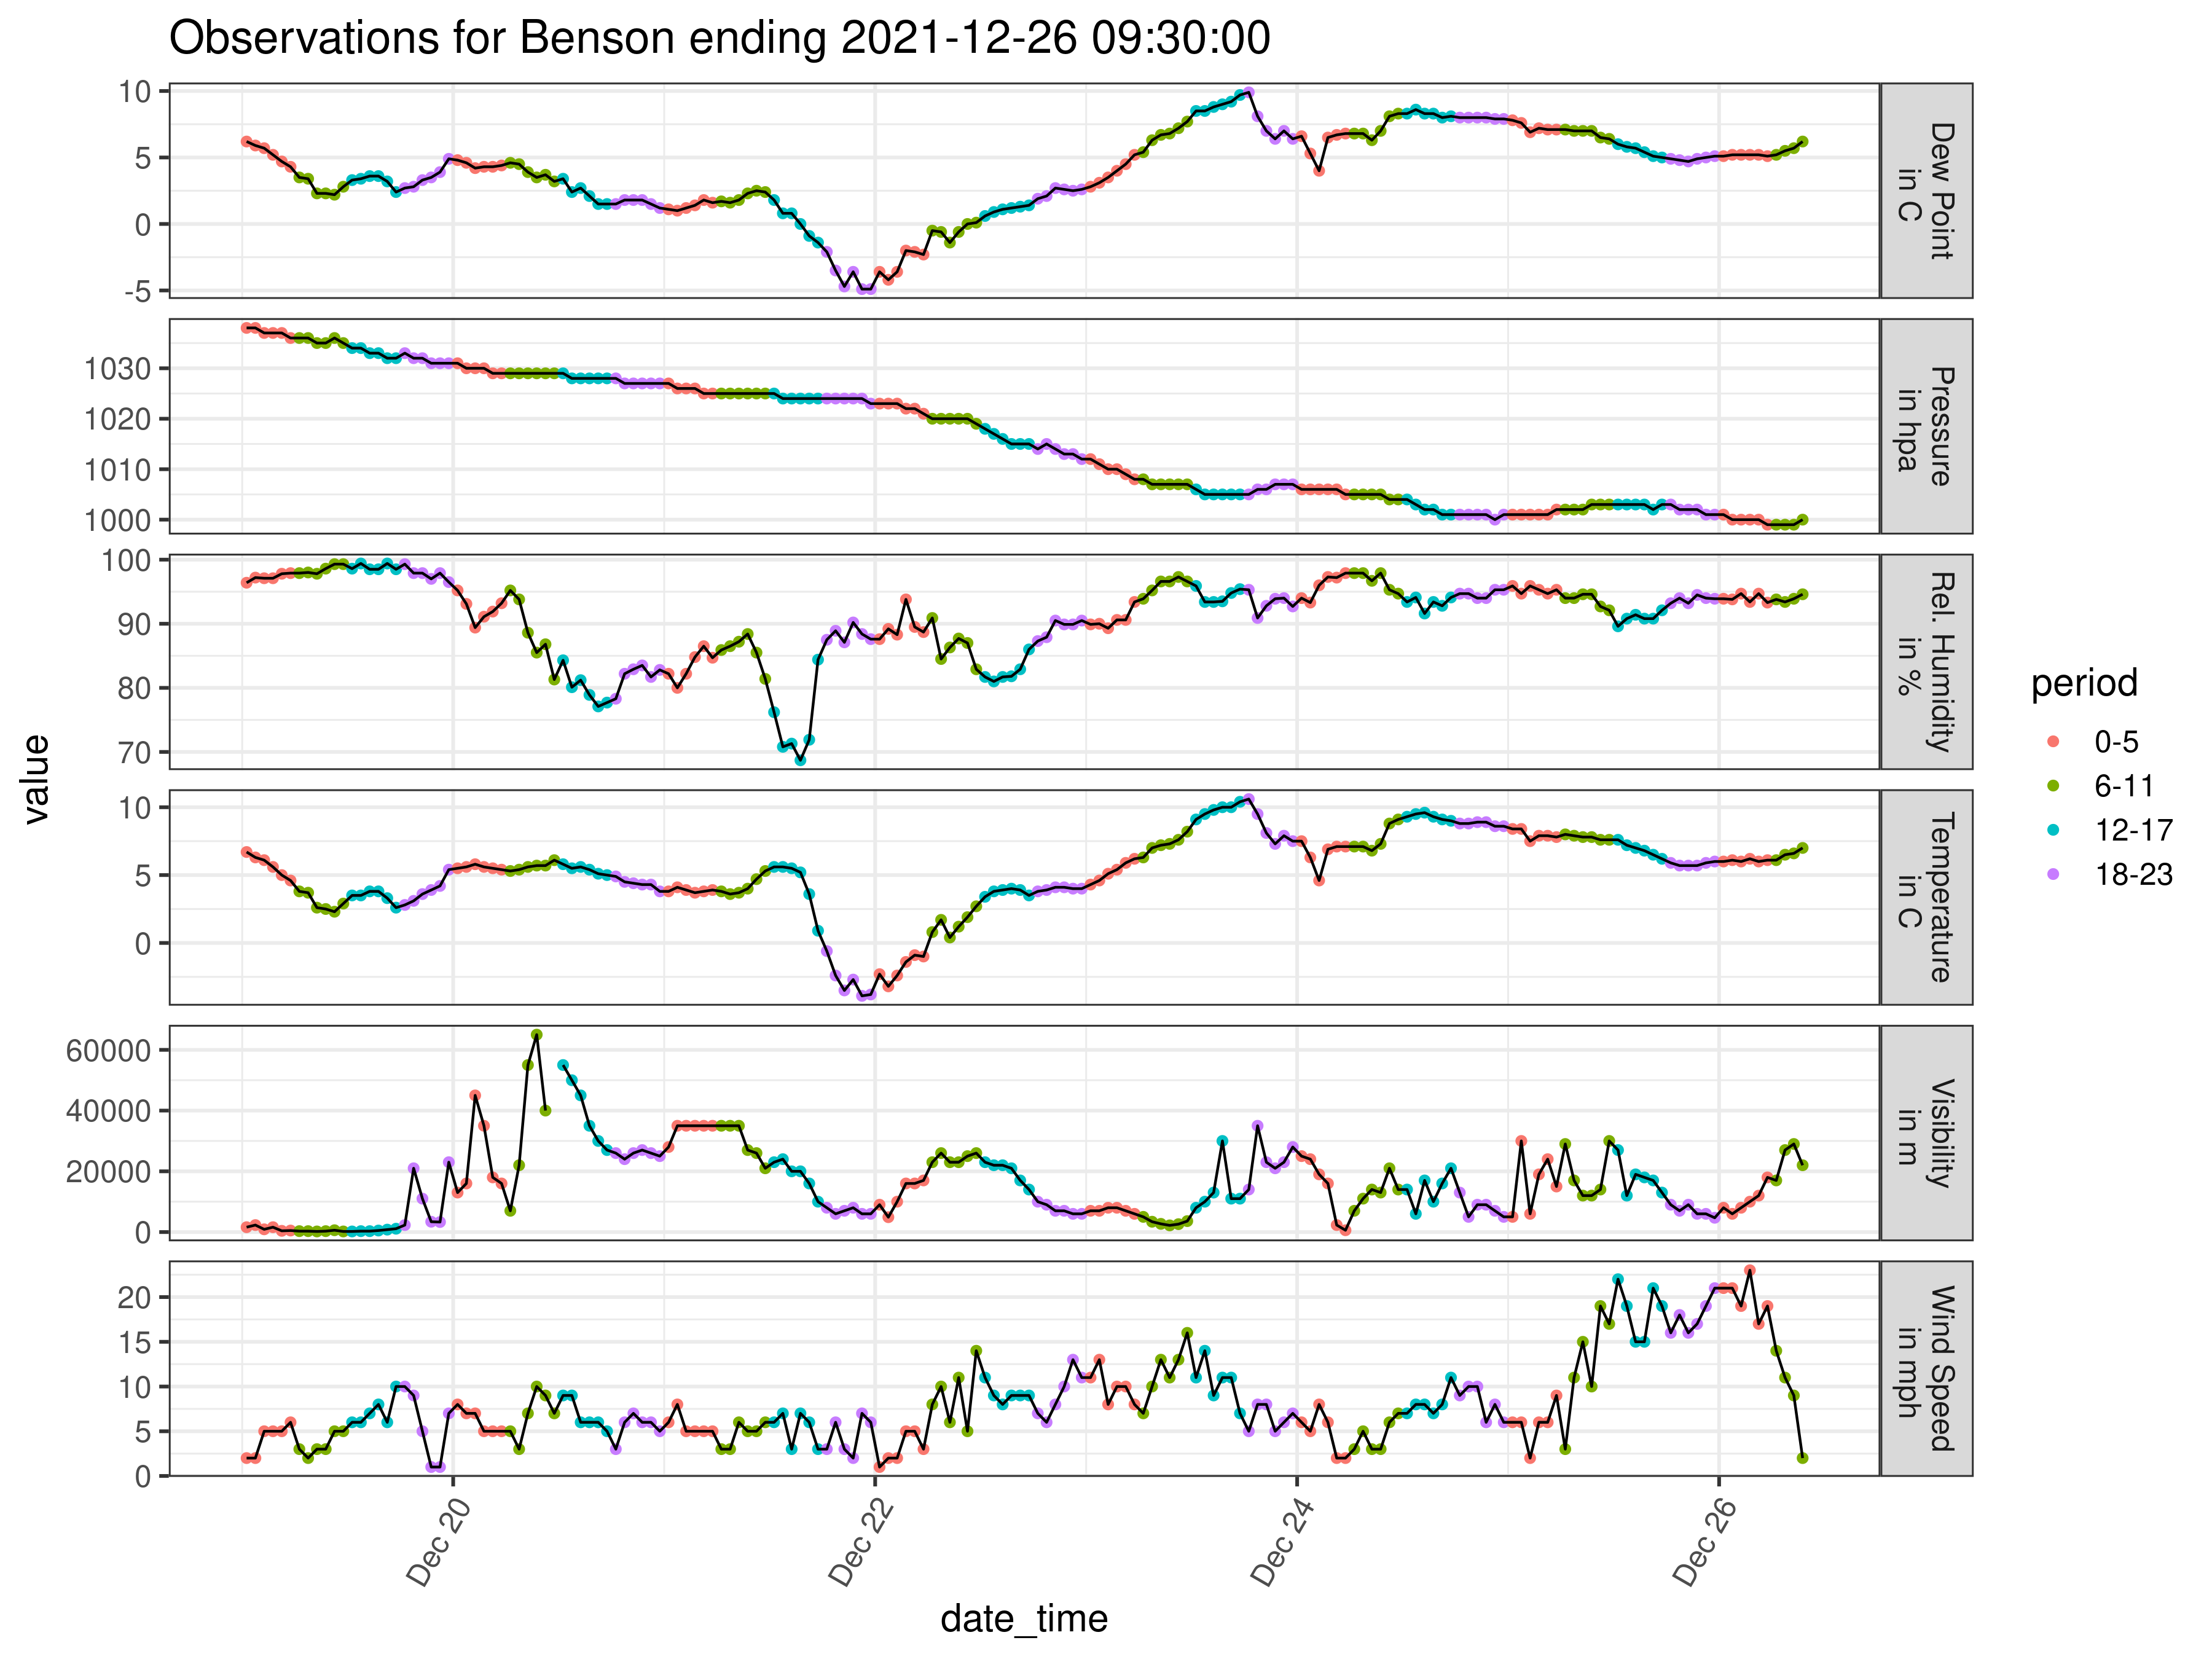 Observations for Benson ending 2021-12-26 09:30:00
10
5
0
-5
Dew Point
in C
1030
1020
1010
1000
Pressure
in hpa
100
90
80
70
Rel. Humidity
in %
10
5
0
Temperature
in C
60000
40000
20000
0
Visibility
in m
20
15
10
5
0
Wind Speed
in mph
value
Dec 20
Dec 22
Dec 24
Dec 26
date_time
period
0-5
6-11
12-17
18-23